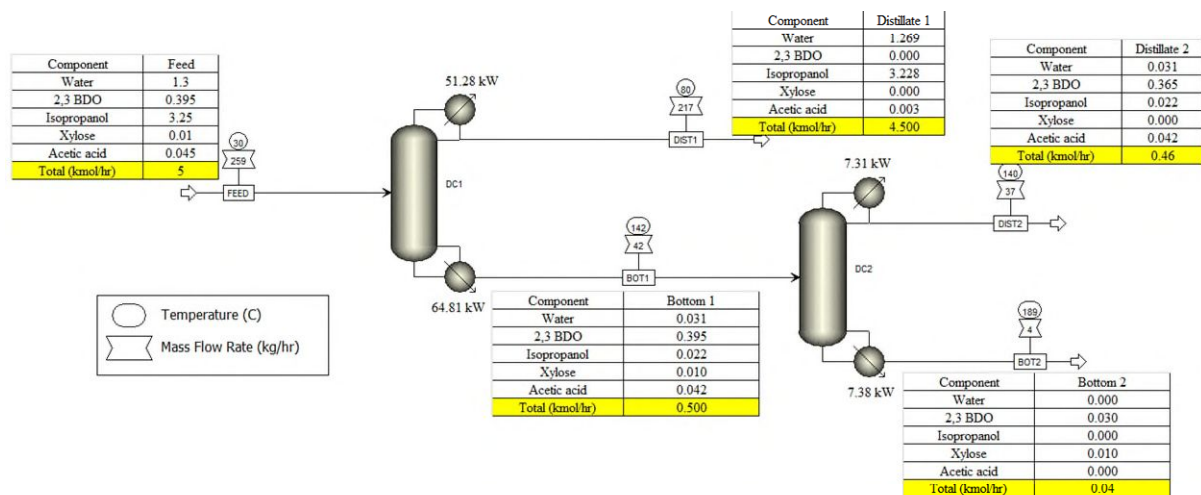 Component Feed
Water 1.3
2,3 BDO 0.395
Isopropanol 3.25
Xylose 0.01
Acetic acid 0.045
Total (kmol/hr) 5
30
259
FEED
51.28 kW
DC1
64.81 kW
Component Distillate 1
Water 1.269
2,3 BDO 0.000
Isopropanol 3.228
Xylose 0.000
Acetic acid 0.003
Total (kmol/hr) 4.500
80
217
DIST1
142
42
BOT1
Component Bottom 1
Water 0.031
2,3 BDO 0.395
Isopropanol 0.022
Xylose 0.010
Acetic acid 0.042
Total (kmol/hr) 0.500
7.31 kW
DC2
7.38 kW
Component Distillate 2
Water 0.031
2,3 BDO 0.365
Isopropanol 0.022
Xylose 0.000
Acetic acid 0.042
Total (kmol/hr) 0.46
140
37
DIST2
189
4
BOT2
Component Bottom 2
Water 0.000
2,3 BDO 0.030
Isopropanol 0.000
Xylose 0.010
Acetic acid 0.000
Total (kmol/hr) 0.04
Temperature (C)
Mass Flow Rate (kg/hr)